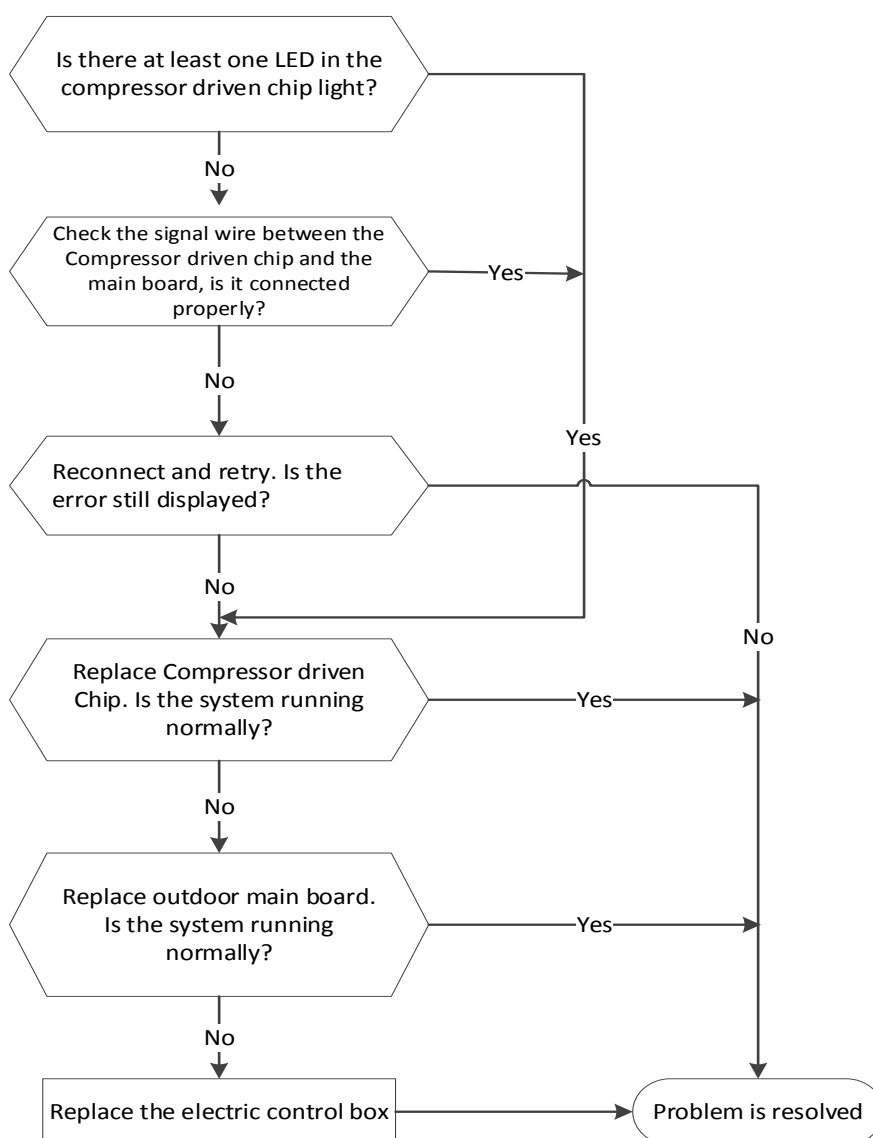 Is there at least one LED in the
compressor driven chip light?
No
Check the signal wire between the
Compressor driven chip and the
main board, is it connected
properly?
Yes
No
Yes
Reconnect and retry. Is the
error still displayed?
No
No
Replace Compressor driven
Chip. Is the system running
normally?
Yes
No
Replace outdoor main board.
Is the system running
normally?
Yes
No
Replace the electric control box
Problem is resolved